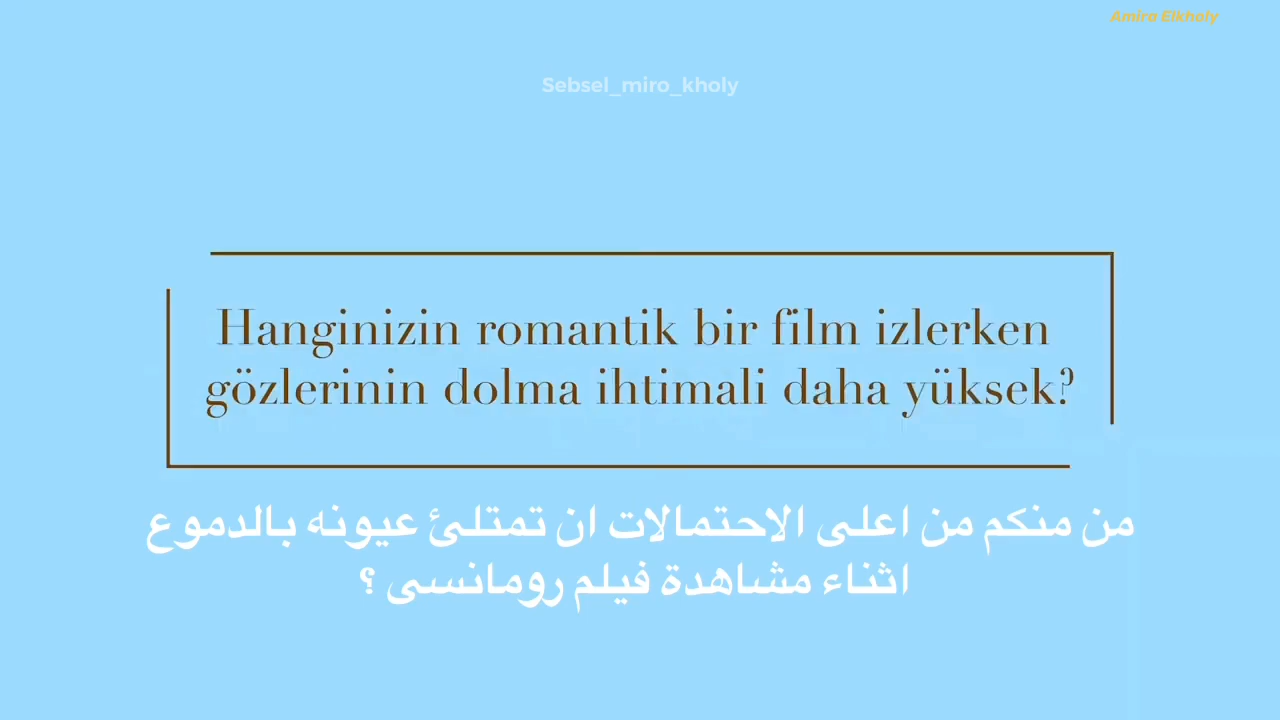 Amira Elkholy
Sebsel_miro_kholy
Hanginizin romantik bir film izlerken
gözlerinin dolma ihtimali daha yüksek?
من منكم من اعلى الاحتمالات ان تمتلئ عيونه بالدموع
اثناء مشاهدة فيلم رومانسى ؟